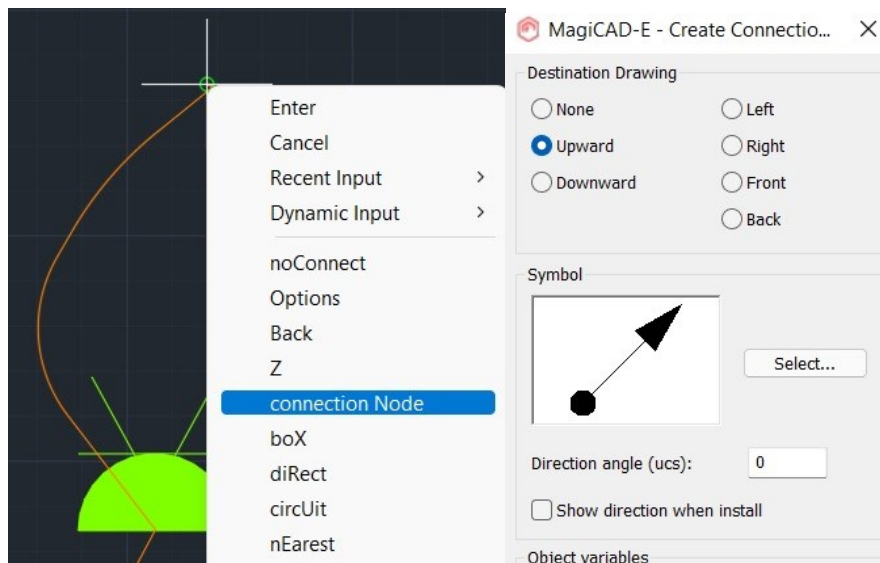 Enter
Cancel
Recent Input
Dynamic Input
noConnect
Options
Back
Z
connection Node
boX
diRect
circUit
nEarest
MagiCAD-E - Create Connectio...
Destination Drawing
None
Left
Upward
Right
Downward
Front
Back
Symbol
Select...
Direction angle (ucs):
0
Show direction when install
Object variables